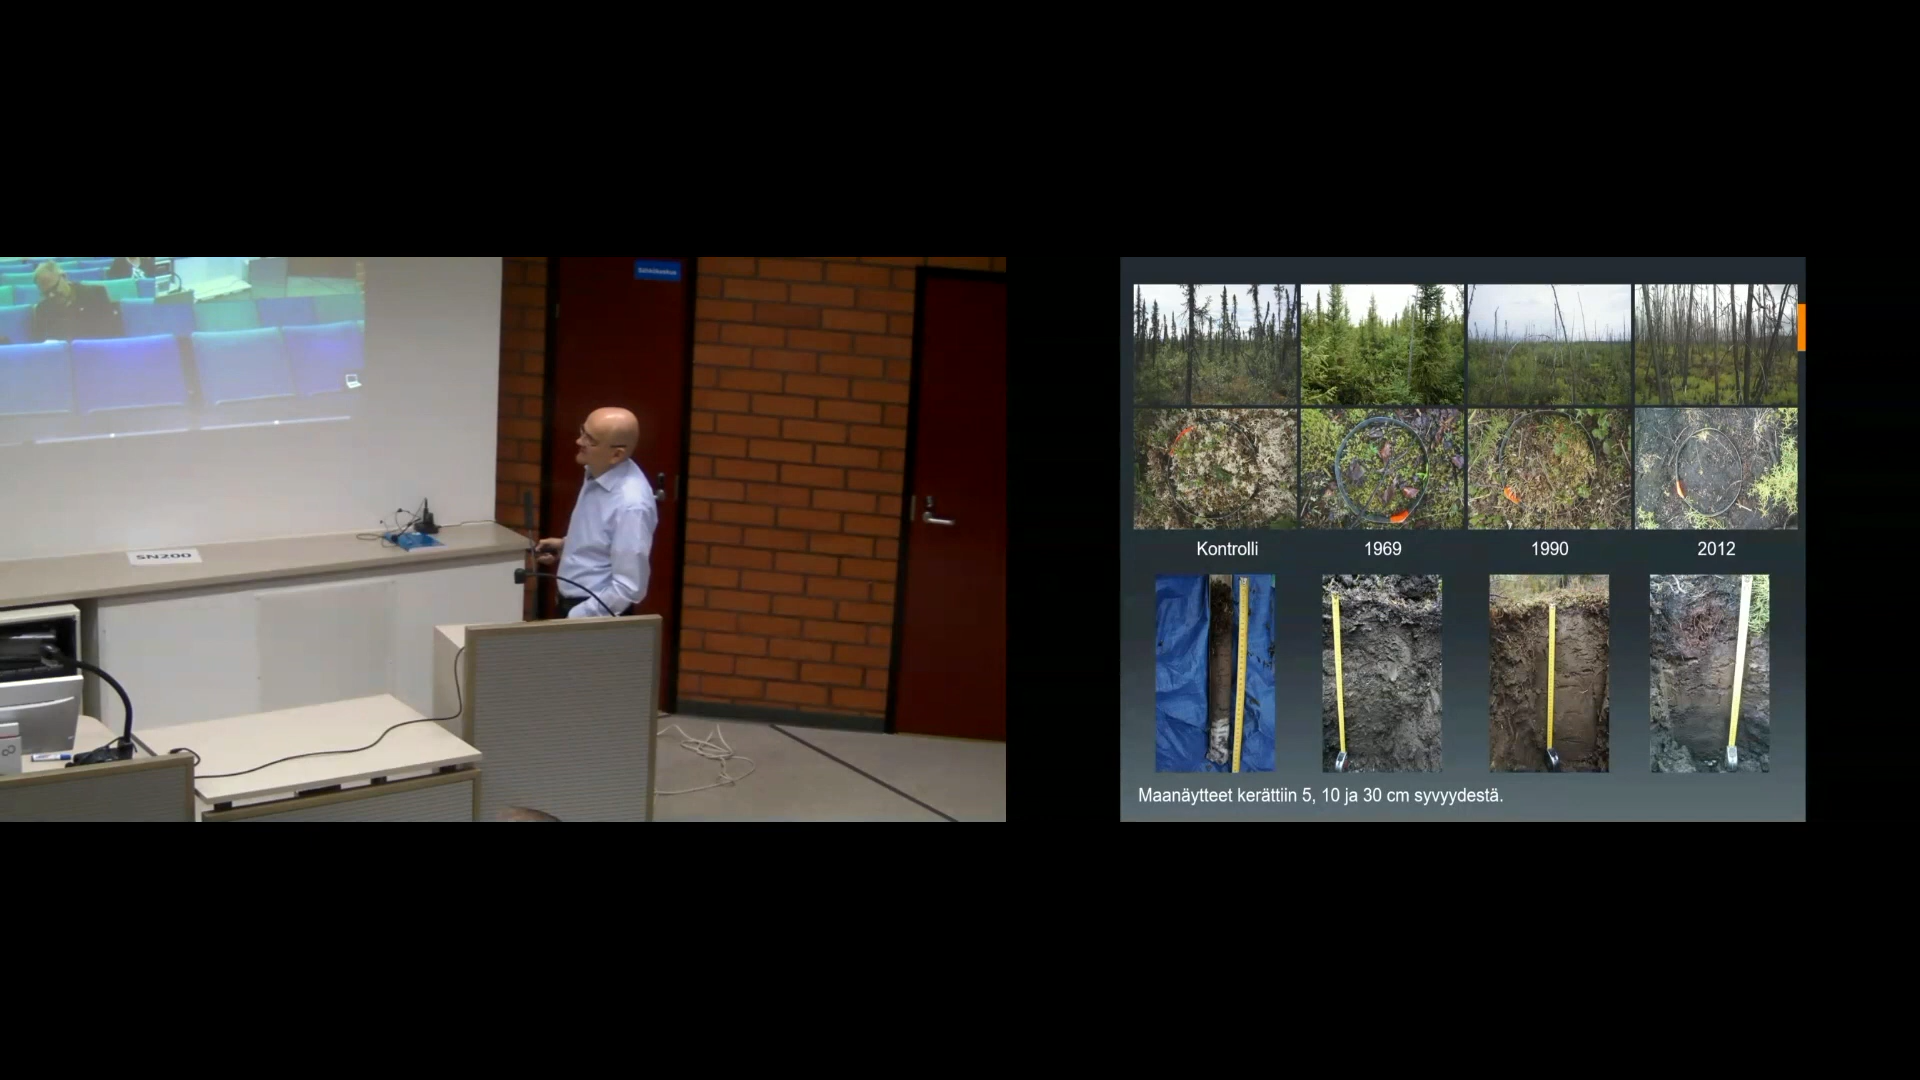 SN200
Kontrolli
1969
1990
2012
Maanäytteet kerättiin 5, 10 ja 30 cm syvyydestä.